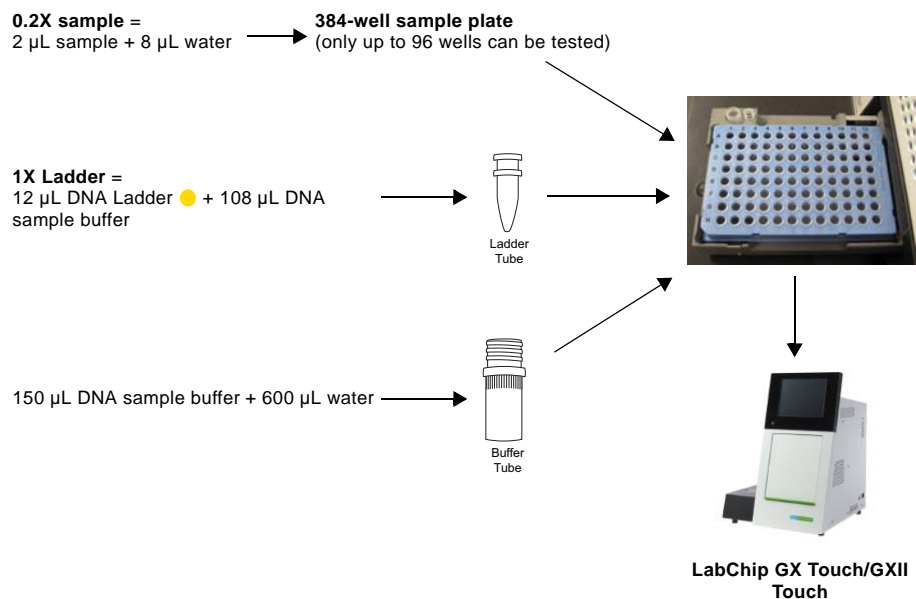 0.2X sample =
2 µL sample + 8 µL water
384-well sample plate
(only up to 96 wells can be tested)
1X Ladder =
12 µL DNA Ladder + 108 µL DNA
sample buffer
Ladder
Tube
150 µL DNA sample buffer + 600 µL water
Buffer
Tube
LabChip GX Touch/GXII
Touch